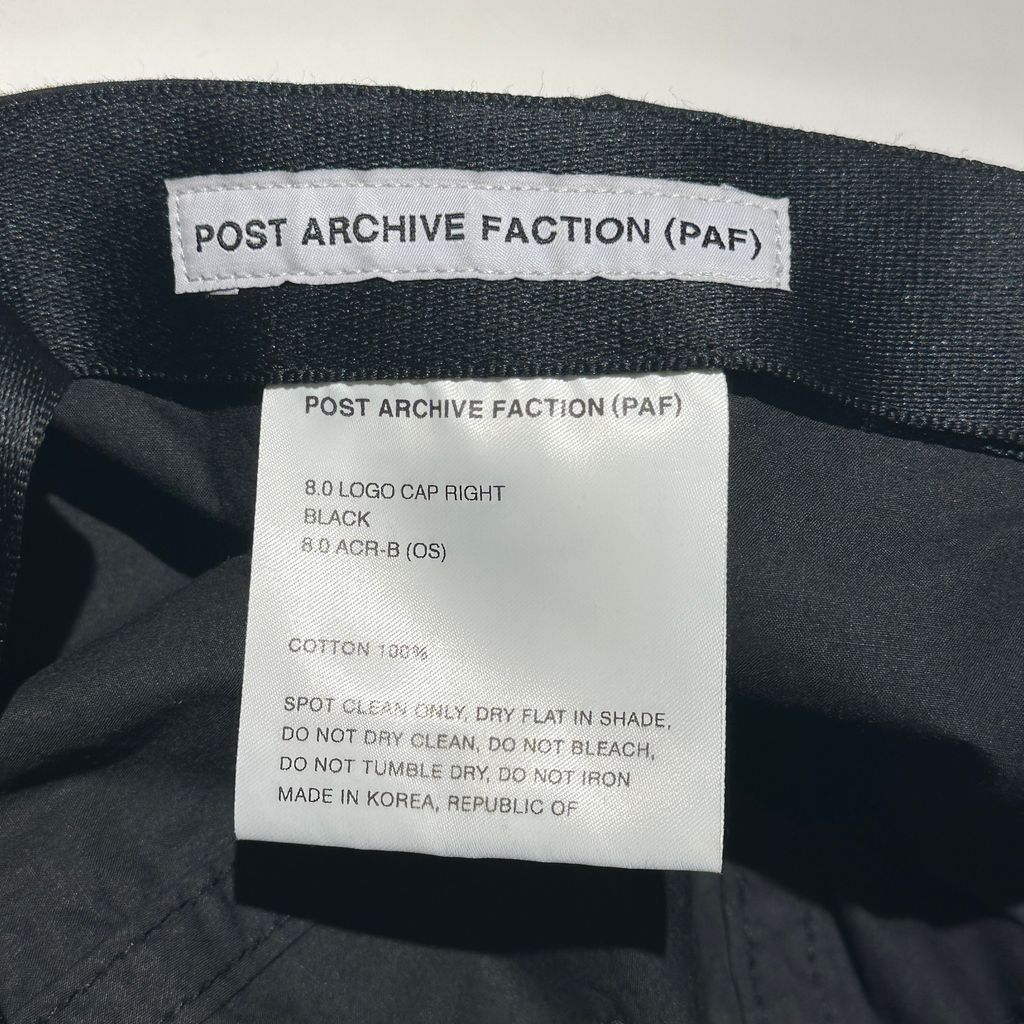 POST ARCHIVE FACTION (PAF)
POST ARCHIVE FACTION (PAF)
8.0 LOGO CAP RIGHT
BLACK
8.0 ACR-B (OS)
COTTON 100%
SPOT CLEAN ONLY, DRY FLAT IN SHADE,
DO NOT DRY CLEAN, DO NOT BLEACH,
DO NOT TUMBLE DRY, DO NOT IRON
MADE IN KOREA, REPUBLIC OF